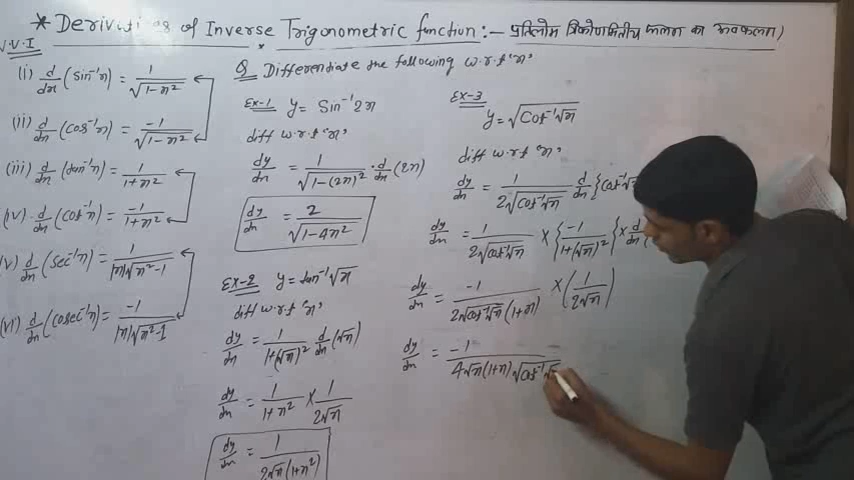 * Derivati s of Inverse Trigonometric function :- प्रतिलोम त्रिकोणमितीय फलन का अवकलन)
V.V.I
(i) d/dx (sin⁻¹x) = 1/√(1-x²)
(ii) d/dx (cos⁻¹x) = -1/√(1-x²)
(iii) d/dx (tan⁻¹x) = 1/(1+x²)
(iv). d/dx (cot⁻¹x) = -1/(1+x²)
(v) d/dx (sec⁻¹x) = 1/(|x|√(x²-1))
(vi) d/dx (cosec⁻¹x) = -1/(|x|√(x²-1))
Q Differentiate the following w.r.t 'x'
Ex-1 y = Sin⁻¹2x
diff w.r.t 'x'
dy/dx = 1/√(1-(2x)²) · d/dx (2x)
dy/dx = 2/√(1-4x²)
Ex-2 y = tan⁻¹√x
diff w.r.t 'x'
dy/dx = 1/(1+(√x)²) d/dx (√x)
dy/dx = 1/(1+x²) × 1/(2√x)
dy/dx = 1/(2√x(1+x²))
Ex-3
y = √(Cot⁻¹√x)
diff w.r.t 'x'
dy/dx = 1/(2√(Cot⁻¹√x)) d/dx {Cot⁻¹√x
dy/dx = 1/(2√(cot⁻¹√x)) × {-1/(1+(√x)²)} × d/dx (
dy/dx = -1/(2√(cot⁻¹√x) (1+x)) × (1/(2√x))
dy/dx = -1/(4√x(1+x)√(cot⁻¹√x))